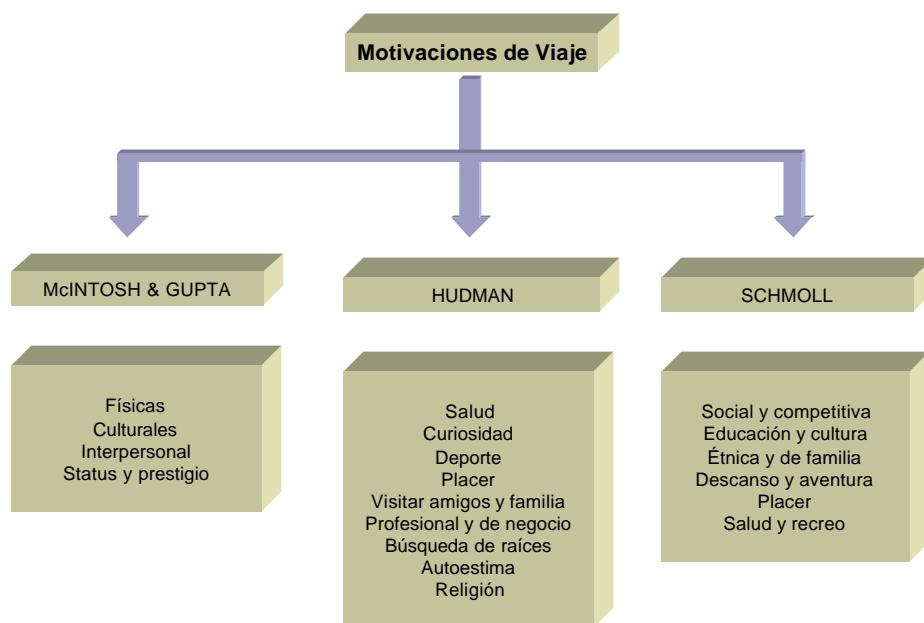 Motivaciones de Viaje
McINTOSH & GUPTA
Físicas
Culturales
Interpersonal
Status y prestigio
HUDMAN
Salud
Curiosidad
Deporte
Placer
Visitar amigos y familia
Profesional y de negocio
Búsqueda de raíces
Autoestima
Religión
SCHMOLL
Social y competitiva
Educación y cultura
Étnica y de familia
Descanso y aventura
Placer
Salud y recreo